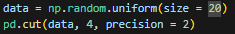 data = np.random.uniform(size = 20)
pd.cut(data, 4, precision = 2)